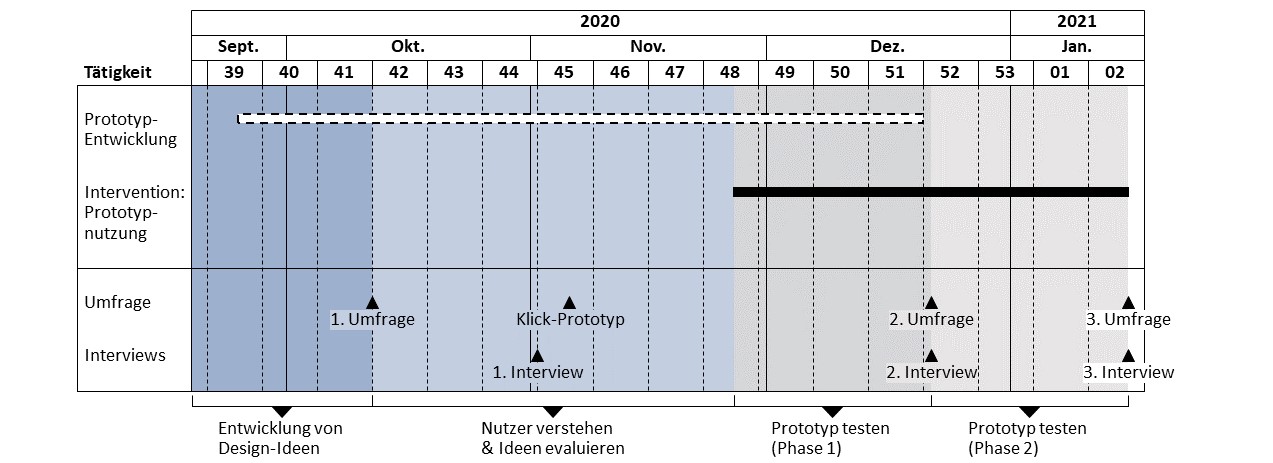 2020 2021
Sept. Okt. Nov. Dez. Jan.
Tätigkeit 39 40 41 42 43 44 45 46 47 48 49 50 51 52 53 01 02
Prototyp-
Entwicklung
Intervention:
Prototyp-
nutzung
Umfrage
1. Umfrage Klick-Prototyp 2. Umfrage 3. Umfrage
Interviews
1. Interview 2. Interview 3. Interview
Entwicklung von
Design-Ideen
Nutzer verstehen
& Ideen evaluieren
Prototyp testen
(Phase 1)
Prototyp testen
(Phase 2)